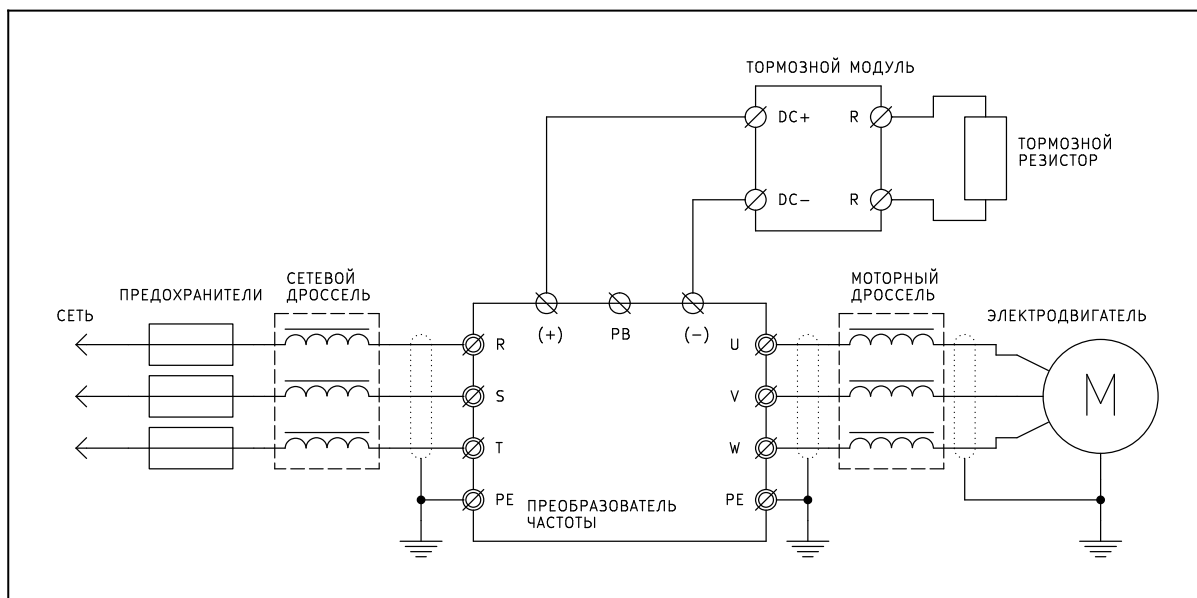 ТОРМОЗНОЙ МОДУЛЬ
DC+ R
ТОРМОЗНОЙ
РЕЗИСТОР
DC− R
ПРЕДОХРАНИТЕЛИ
СЕТЕВОЙ
ДРОССЕЛЬ
МОТОРНЫЙ
ДРОССЕЛЬ
СЕТЬ
ЭЛЕКТРОДВИГАТЕЛЬ
(+) PB (−)
R U
S V
M
T W
PE PE
ПРЕОБРАЗОВАТЕЛЬ
ЧАСТОТЫ